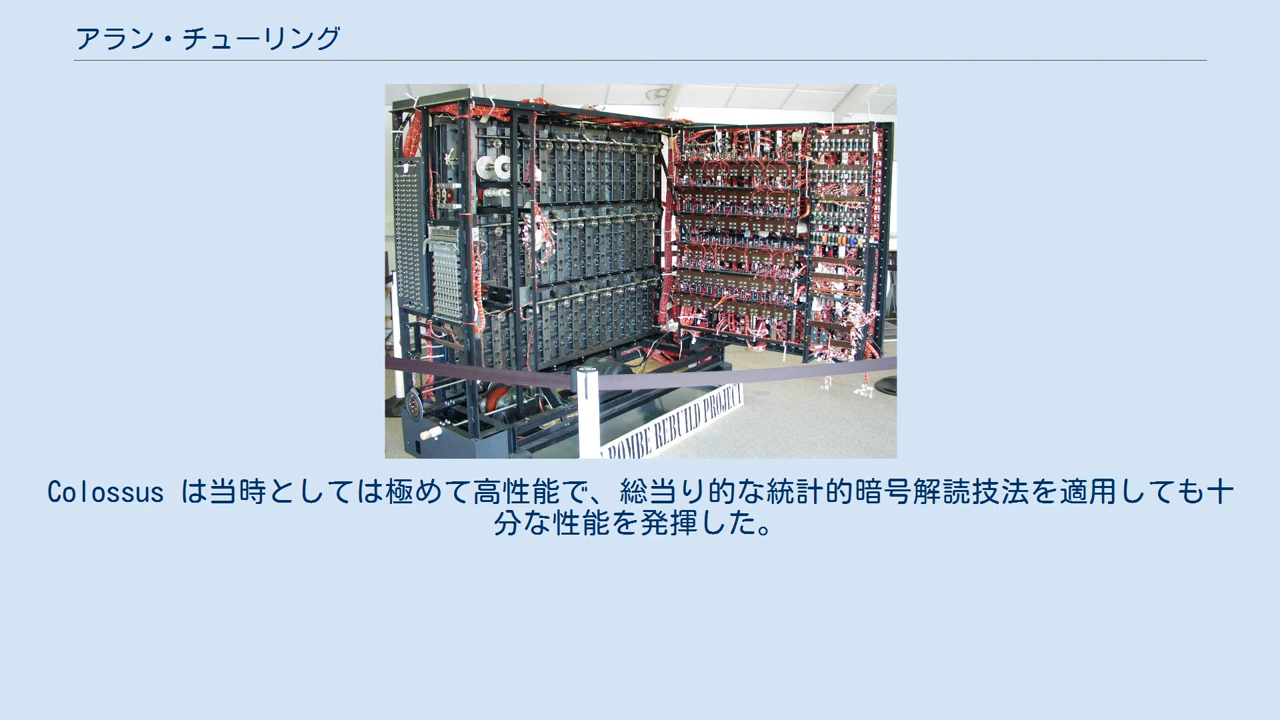 アラン・チューリング
BOMBE REBUILD PROJECT
Colossus は当時としては極めて高性能で、総当り的な統計的暗号解読技法を適用しても十
分な性能を発揮した。